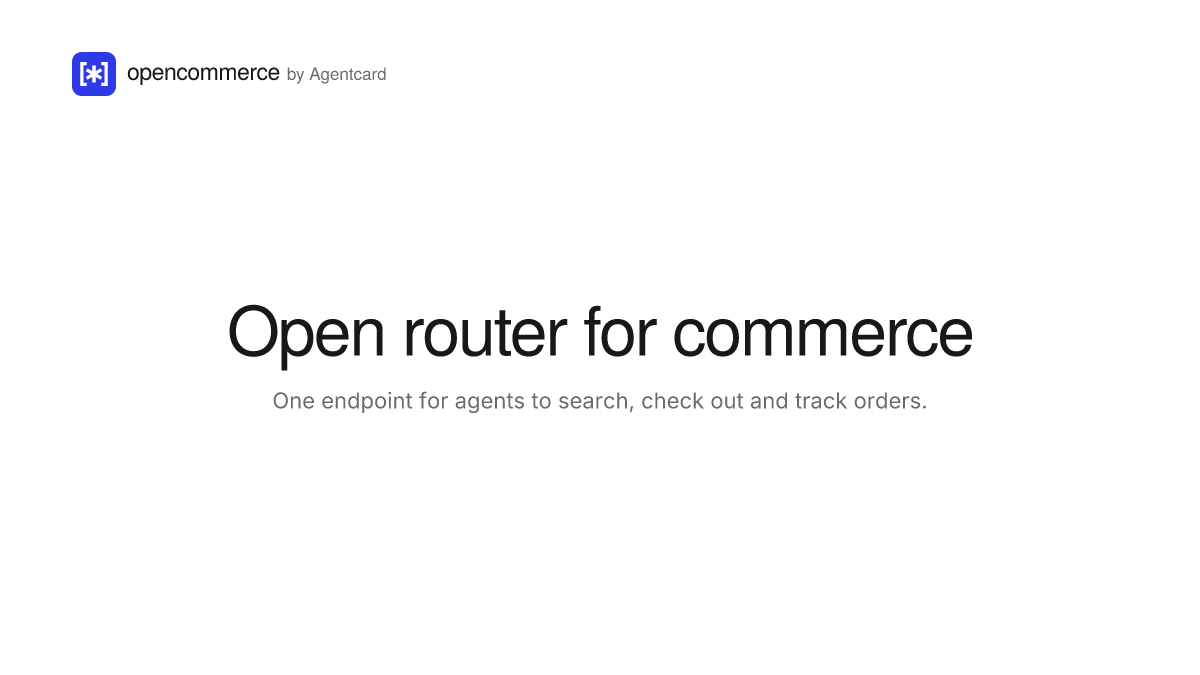 [*] opencommerce by Agentcard
Open router for commerce
One endpoint for agents to search, check out and track orders.